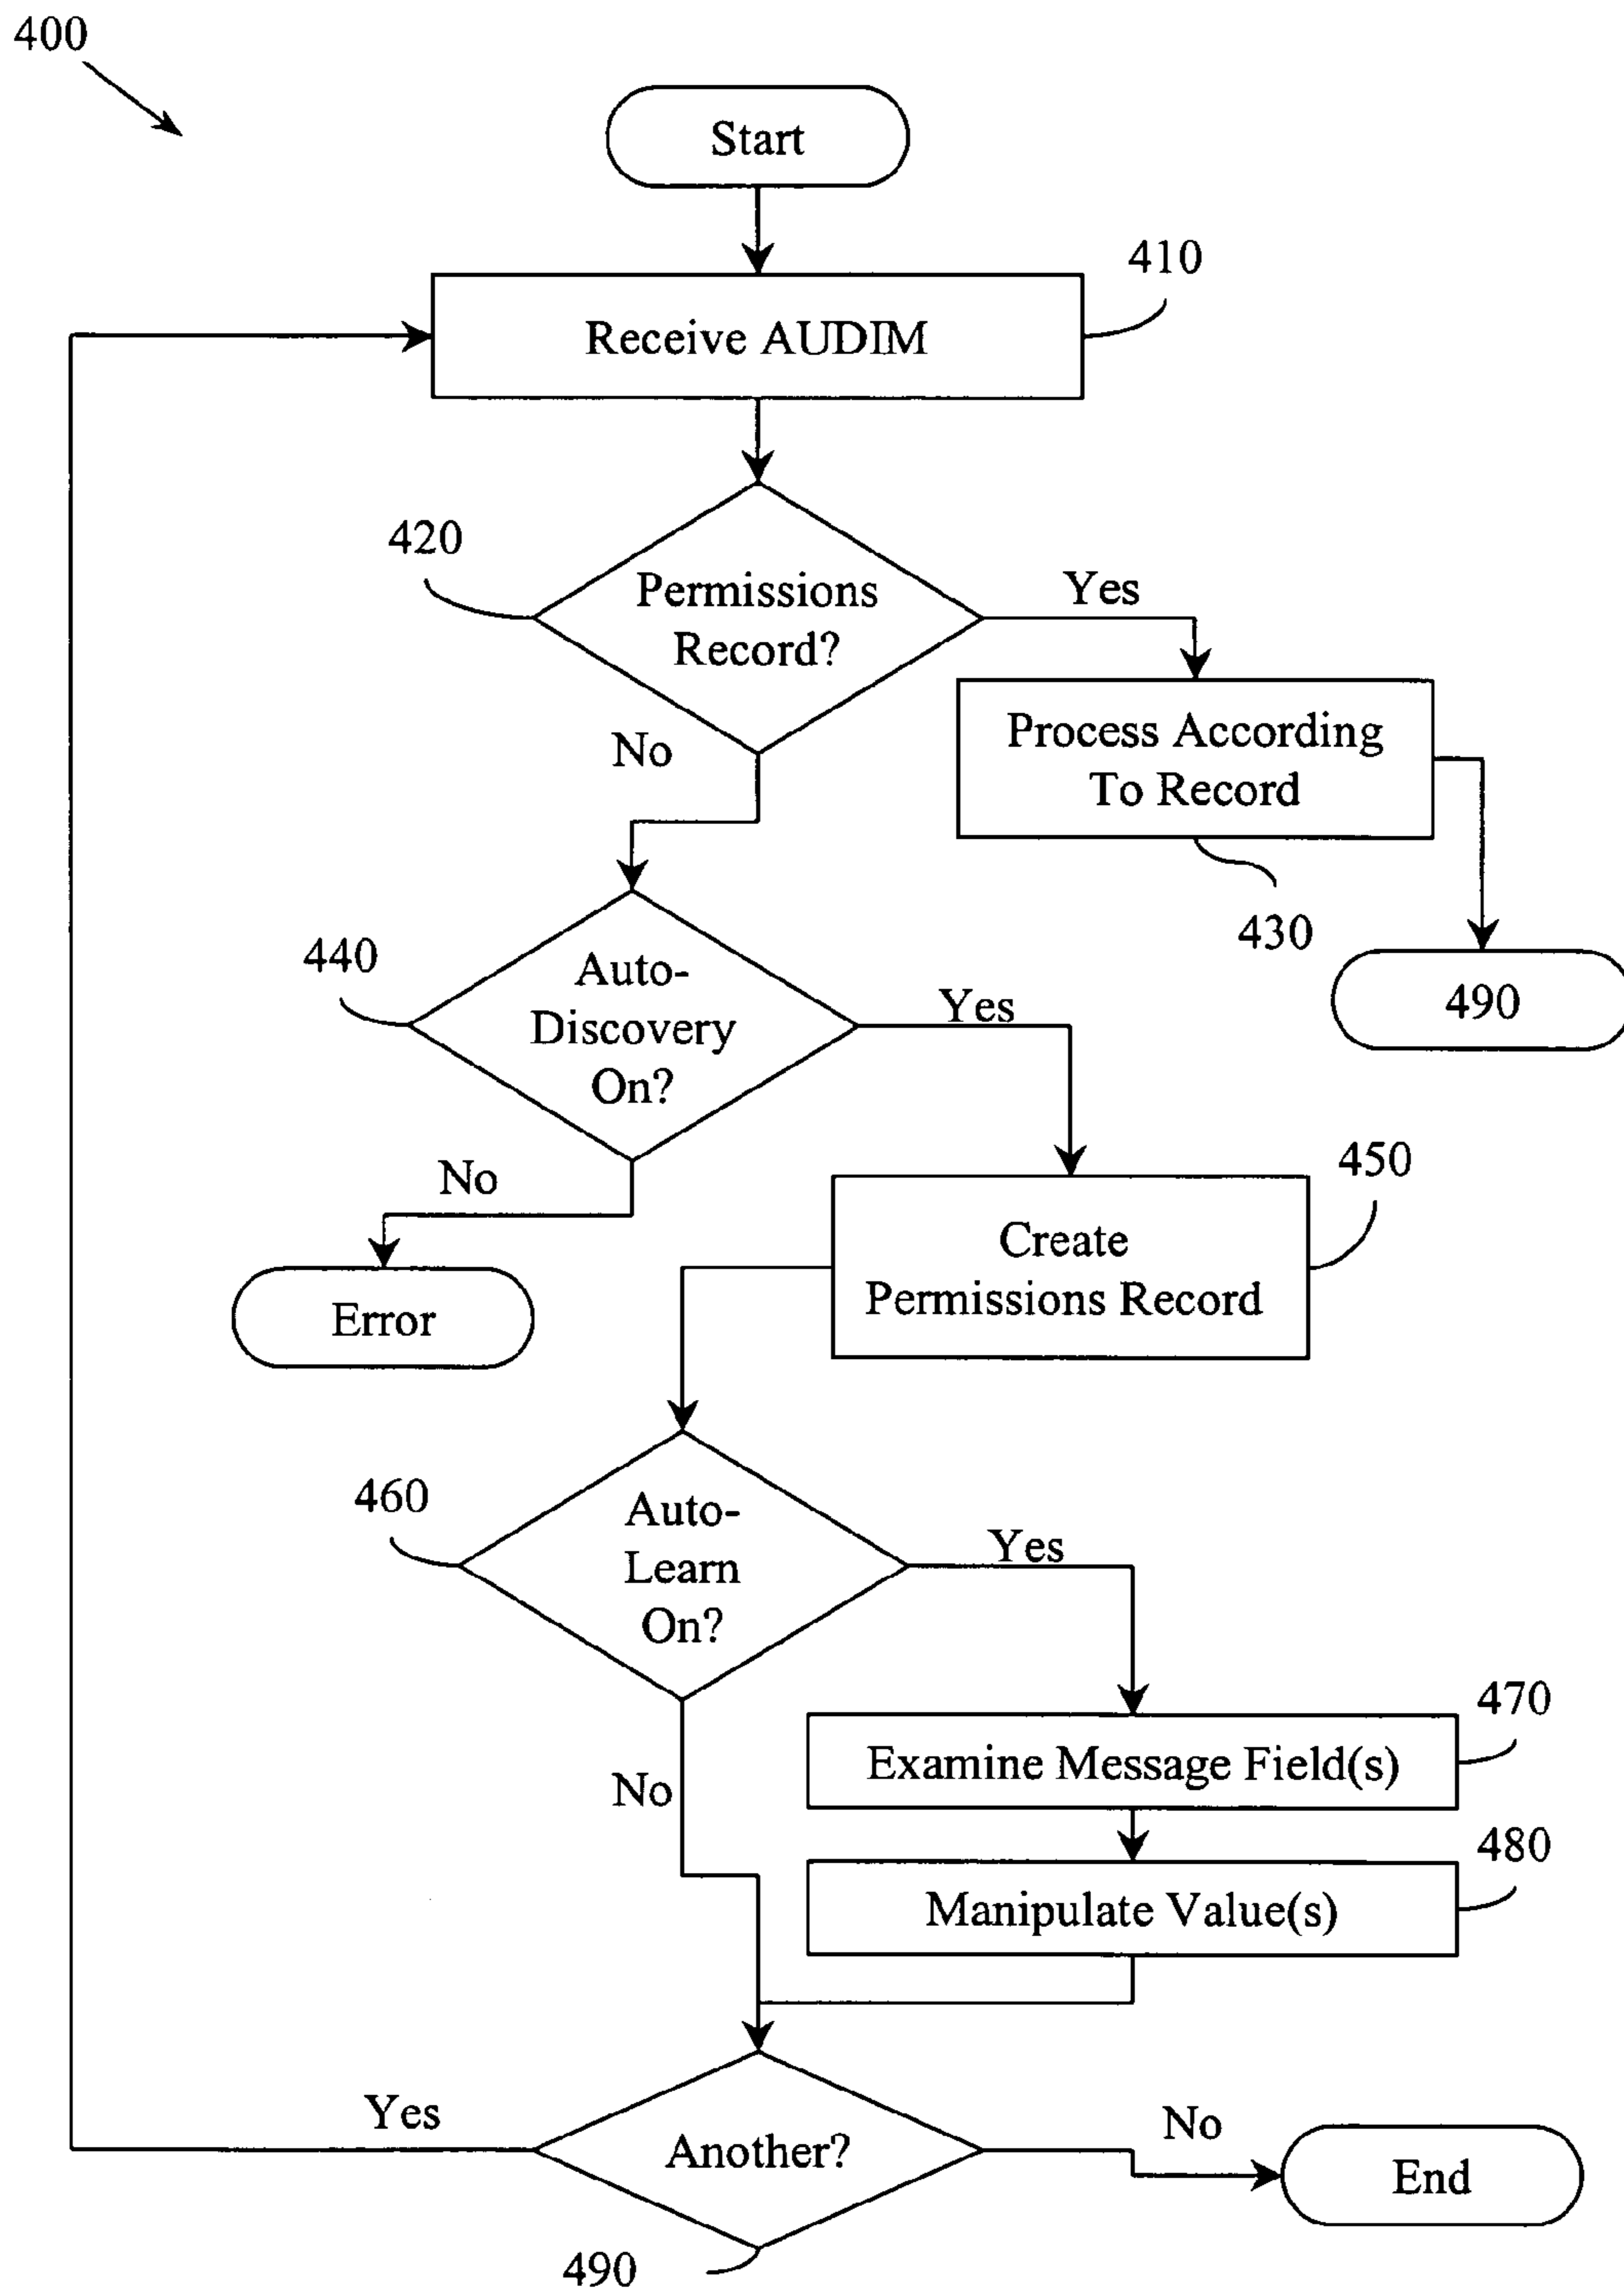 400
Start
410
Receive AUDIM
420
Permissions
Record?
Yes
No
Process According
To Record
430
490
440
Auto-
Discovery
On?
Yes
No
Error
450
Create
Permissions Record
460
Auto-
Learn
On?
Yes
No
470
Examine Message Field(s)
480
Manipulate Value(s)
Yes
Another?
No
End
490